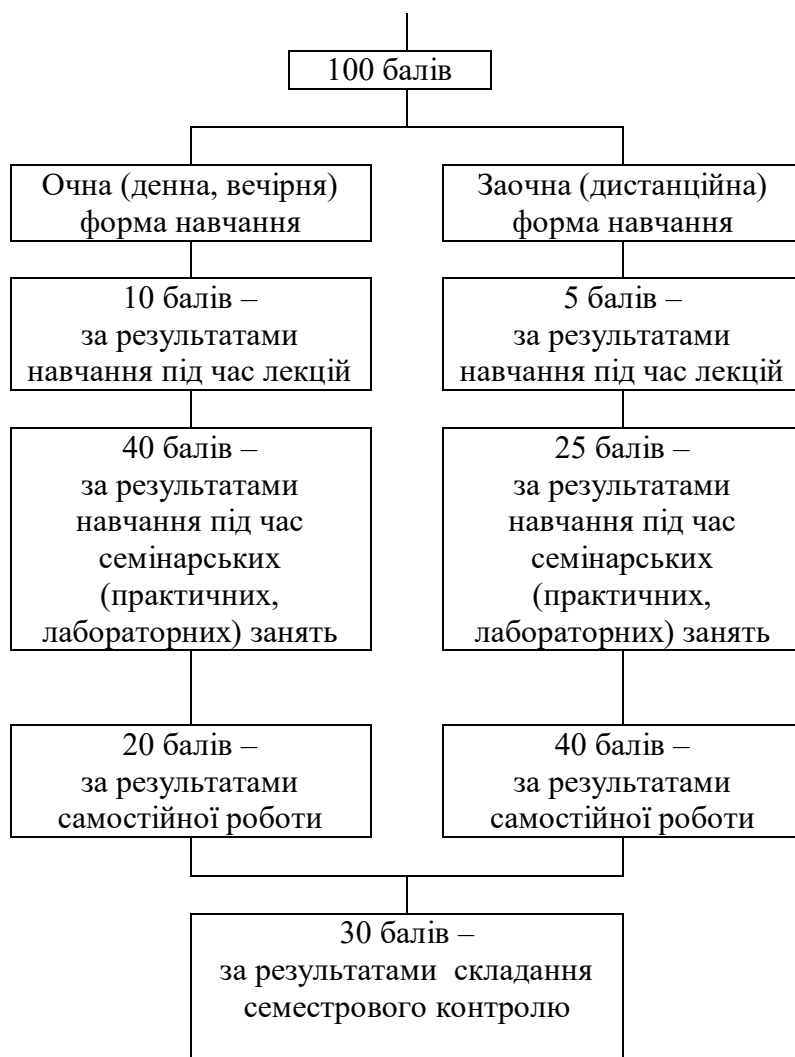 100 балів
Очна (денна, вечірня)
форма навчання
Заочна (дистанційна)
форма навчання
10 балів –
за результатами
навчання під час лекцій
5 балів –
за результатами
навчання під час лекцій
40 балів –
за результатами
навчання під час
семінарських
(практичних,
лабораторних) занять
25 балів –
за результатами
навчання під час
семінарських
(практичних,
лабораторних) занять
20 балів –
за результатами
самостійної роботи
40 балів –
за результатами
самостійної роботи
30 балів –
за результатами складання
семестрового контролю